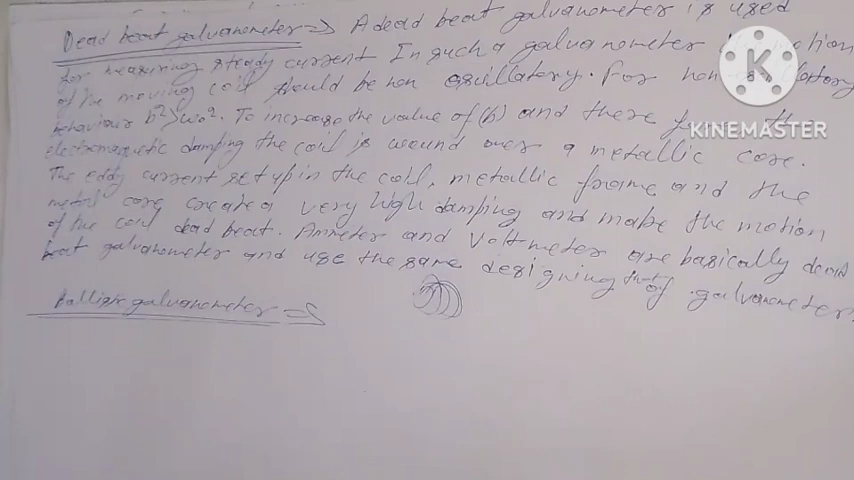 Dead beat galvanometer => A dead beat galvanometer is used
for measuring steady current In such a galvanometer motion
of the moving coil should be non oscillatory. For non
behaviour b²>ω₀². To increase the value of (b) and there
electromagnetic damping the coil is wound over a metallic core.
The eddy current set up in the coil, metallic frame and the
metal core create a very high damping and make the motion
of the coil dead beat. Ammeter and Voltmeter are basically dead
beat galvanometer and use the same designing of galvanometer.
Ballistic galvanometer =>
KINEMASTER